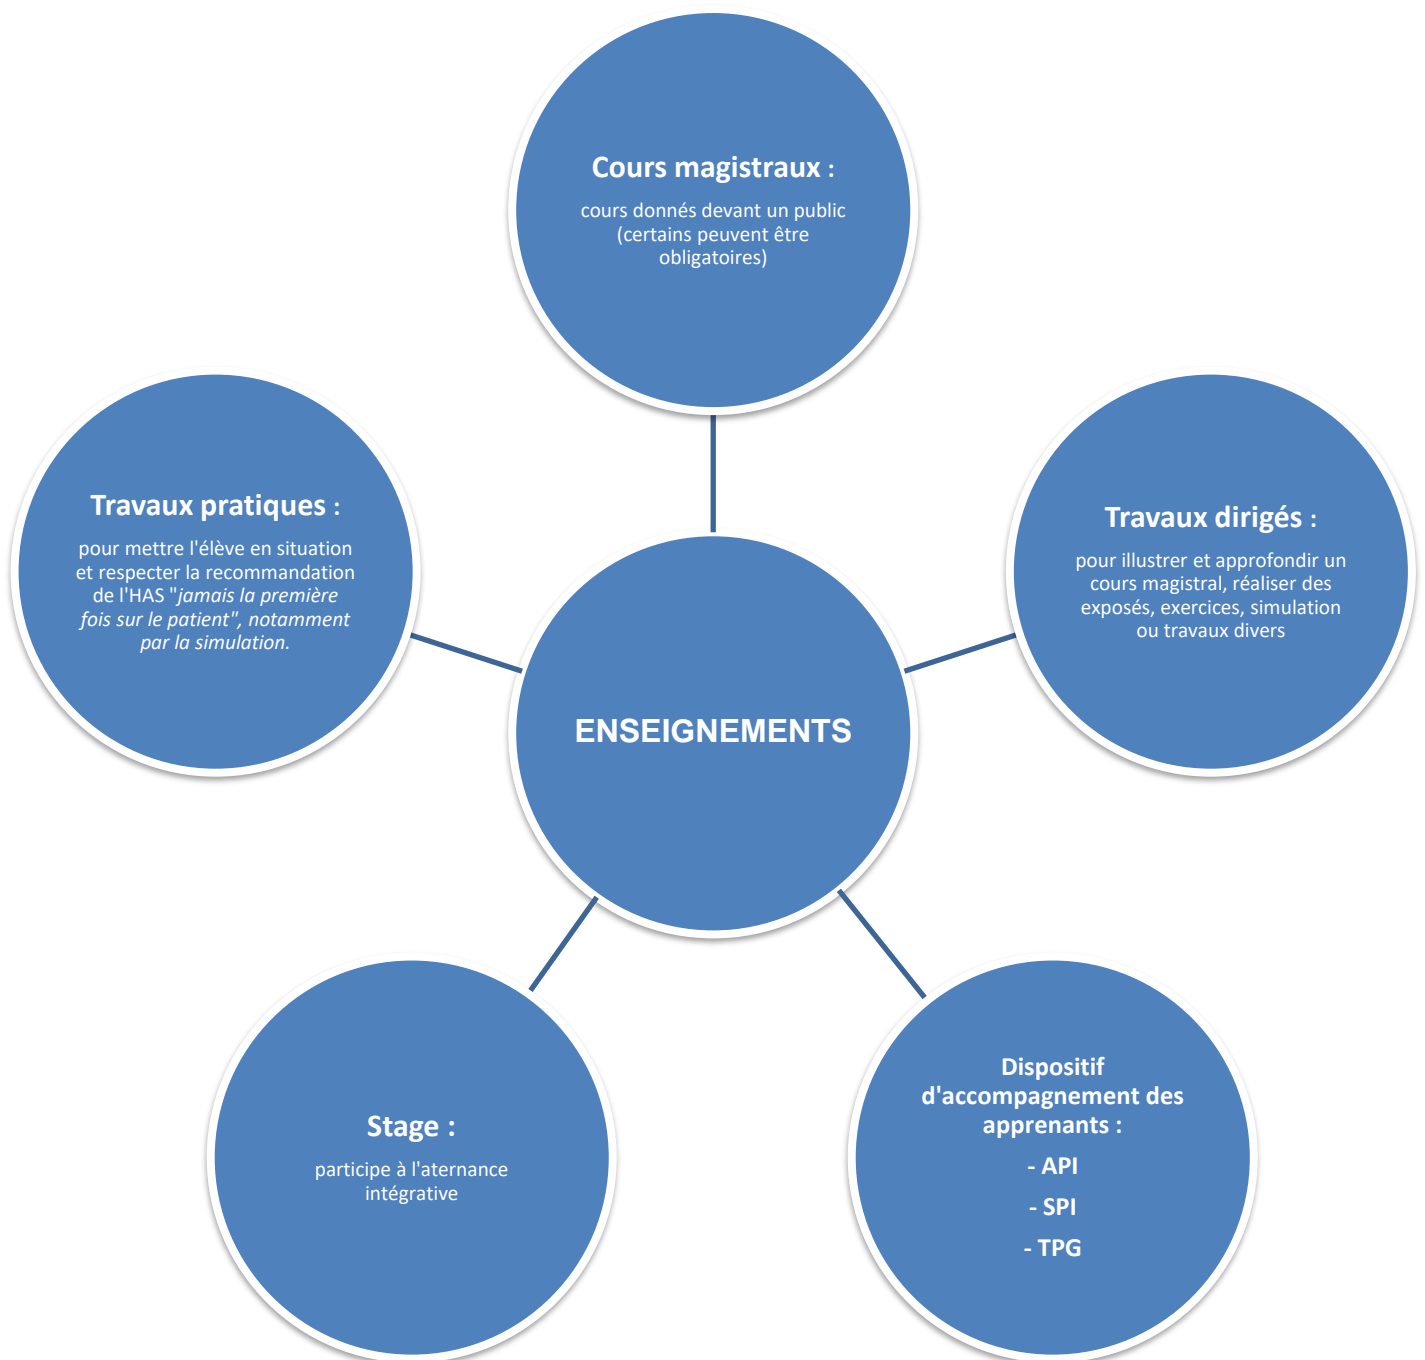 Cours magistraux :
cours donnés devant un public
(certains peuvent être
obligatoires)
Travaux pratiques :
pour mettre l'élève en situation
et respecter la recommandation
de l'HAS "jamais la première
fois sur le patient", notamment
par la simulation.
Travaux dirigés :
pour illustrer et approfondir un
cours magistral, réaliser des
exposés, exercices, simulation
ou travaux divers
ENSEIGNEMENTS
Stage :
participe à l'aternance
intégrative
Dispositif
d'accompagnement des
apprenants :
- API
- SPI
- TPG